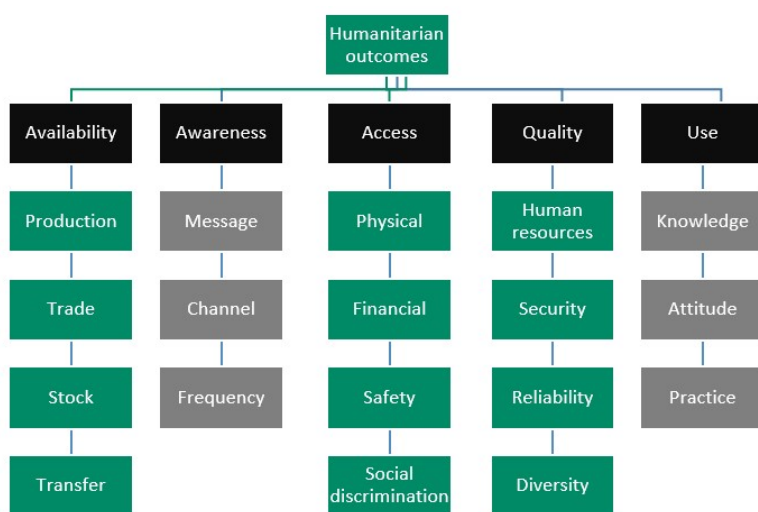 Humanitarian
outcomes
Availability
Awareness
Access
Quality
Use
Production
Message
Physical
Human
resources
Knowledge
Trade
Channel
Financial
Security
Attitude
Stock
Frequency
Safety
Reliability
Practice
Transfer
Social
discrimination
Diversity